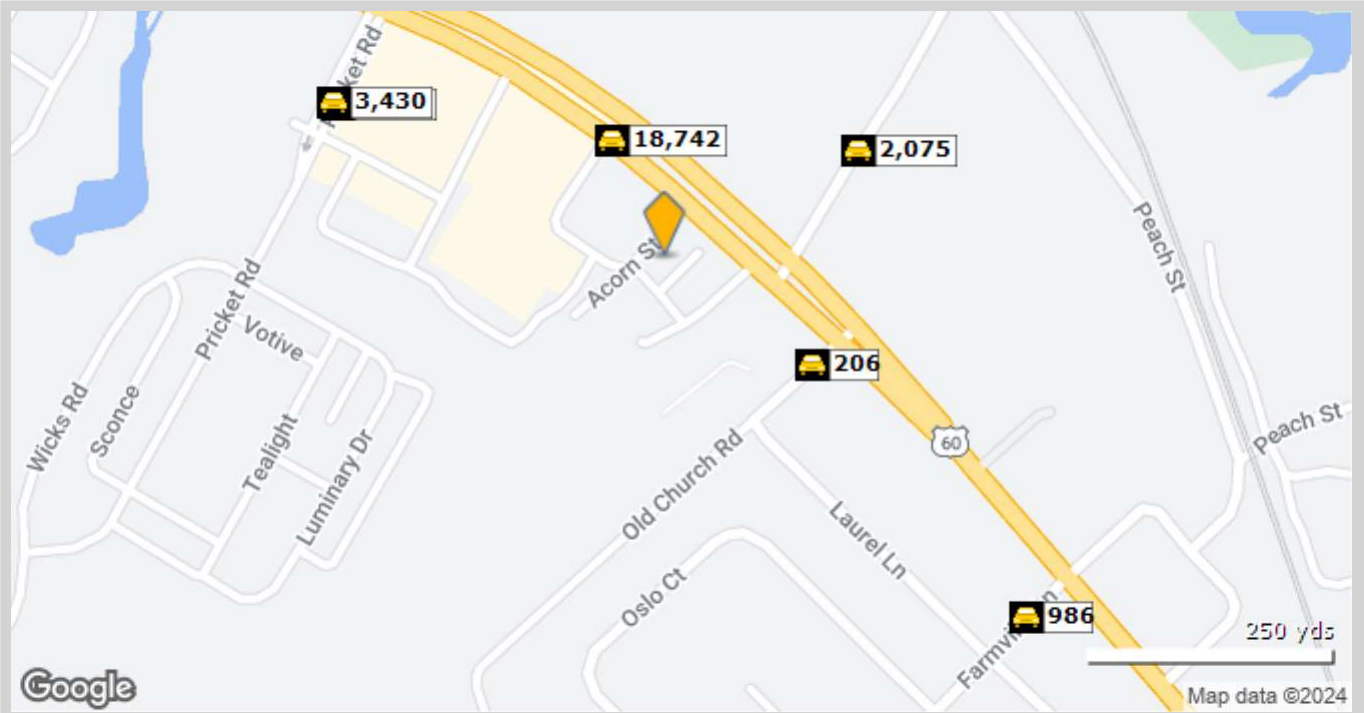 Pricket Rd
3,430
18,742
2,075
Peach St
Acorn St
Pricket Rd
Votive
206
Wicks Rd
Sconce
Tealight
Luminary Dr
Old Church Rd
60
Peach St
Laurel Ln
Oslo Ct
986
250 yds
Google
Map data ©2024